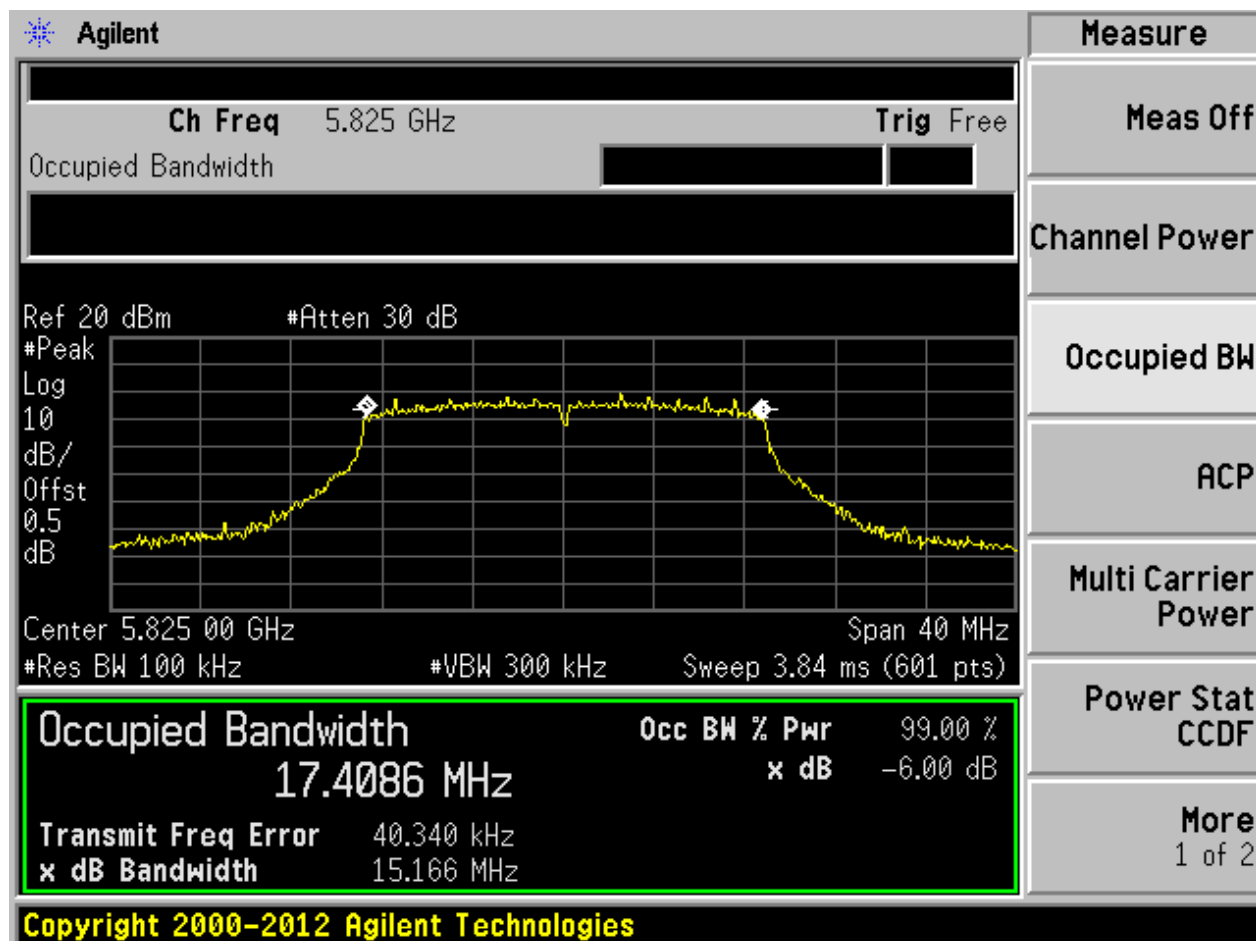 Agilent
Measure
Ch Freq 5.825 GHz Trig Free
Occupied Bandwidth
Meas Off
Channel Power
Occupied BW
ACP
Multi Carrier
Power
Power Stat
CCDF
More
1 of 2
Ref 20 dBm #Atten 30 dB
#Peak
Log
10
dB/
Offst
0.5
dB
Center 5.825 00 GHz Span 40 MHz
#Res BW 100 kHz #VBW 300 kHz Sweep 3.84 ms (601 pts)
Occupied Bandwidth Occ BW % Pwr 99.00 %
17.4086 MHz x dB -6.00 dB
Transmit Freq Error 40.340 kHz
x dB Bandwidth 15.166 MHz
Copyright 2000-2012 Agilent Technologies